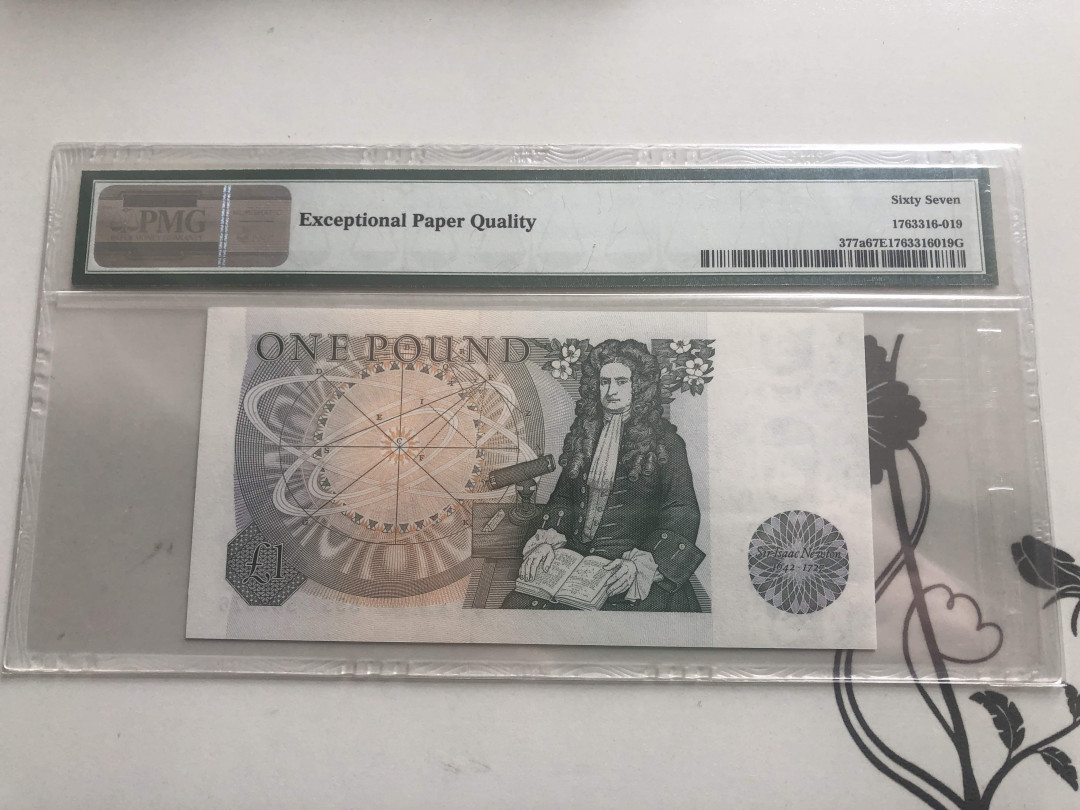 PMG
Exceptional Paper Quality
Sixty Seven
1763316-019
377a67E1763316019G
ONE POUND
D
E
I
C
S
F
£1
Sir Isaac Newton
1642 - 1727